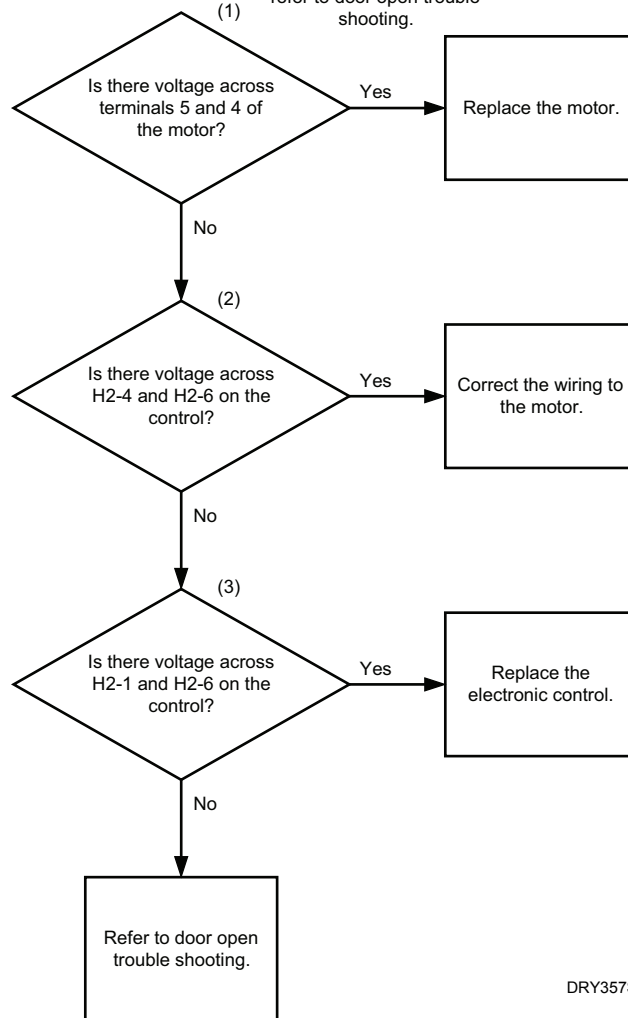 refer to door open trouble
shooting.
(1)
Is there voltage across
terminals 5 and 4 of
the motor?
Yes
Replace the motor.
No
(2)
Is there voltage across
H2-4 and H2-6 on the
control?
Yes
Correct the wiring to
the motor.
No
(3)
Is there voltage across
H2-1 and H2-6 on the
control?
Yes
Replace the
electronic control.
No
Refer to door open
trouble shooting.